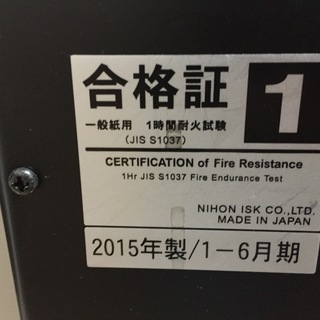 合格証 1
一般紙用 1時間耐火試験
(JIS S1037)
CERTIFICATION of Fire Resistance
1Hr JIS S1037 Fire Endurance Test
NIHON ISK CO.,LTD.
MADE IN JAPAN
2015年製/1-6月期